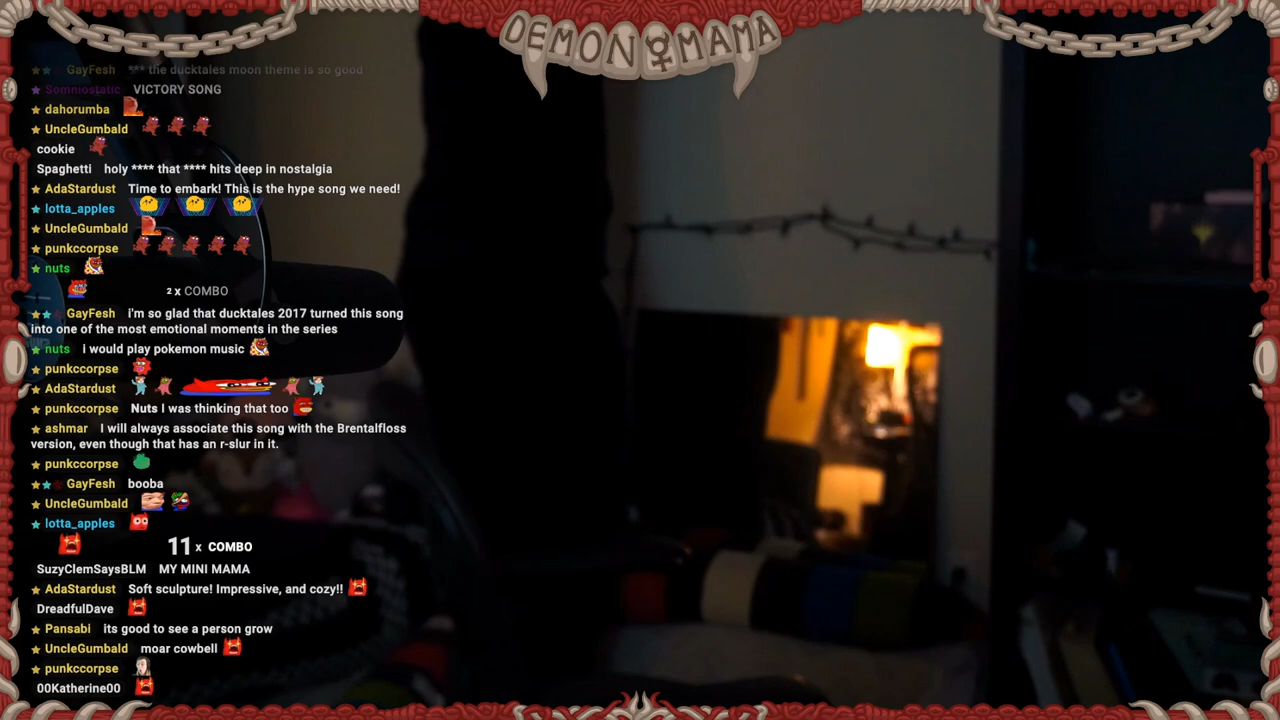 DEMON MAMA
GayFesh *** the ducktales moon theme is so good
Somniostatic VICTORY SONG
dahorumba
UncleGumbald
cookie
Spaghetti holy **** that **** hits deep in nostalgia
AdaStardust Time to embark! This is the hype song we need!
lotta_apples
UncleGumbald
punkccorpse
nuts
2 x COMBO
GayFesh i'm so glad that ducktales 2017 turned this song
into one of the most emotional moments in the series
nuts i would play pokemon music
punkccorpse
AdaStardust
punkccorpse Nuts I was thinking that too
ashmar I will always associate this song with the Brentalfloss
version, even though that has an r-slur in it.
punkccorpse
GayFesh booba
UncleGumbald
lotta_apples
11 x COMBO
SuzyClemSaysBLM MY MINI MAMA
AdaStardust Soft sculpture! Impressive, and cozy!!
DreadfulDave
Pansabi its good to see a person grow
UncleGumbald moar cowbell
punkccorpse
00Katherine00